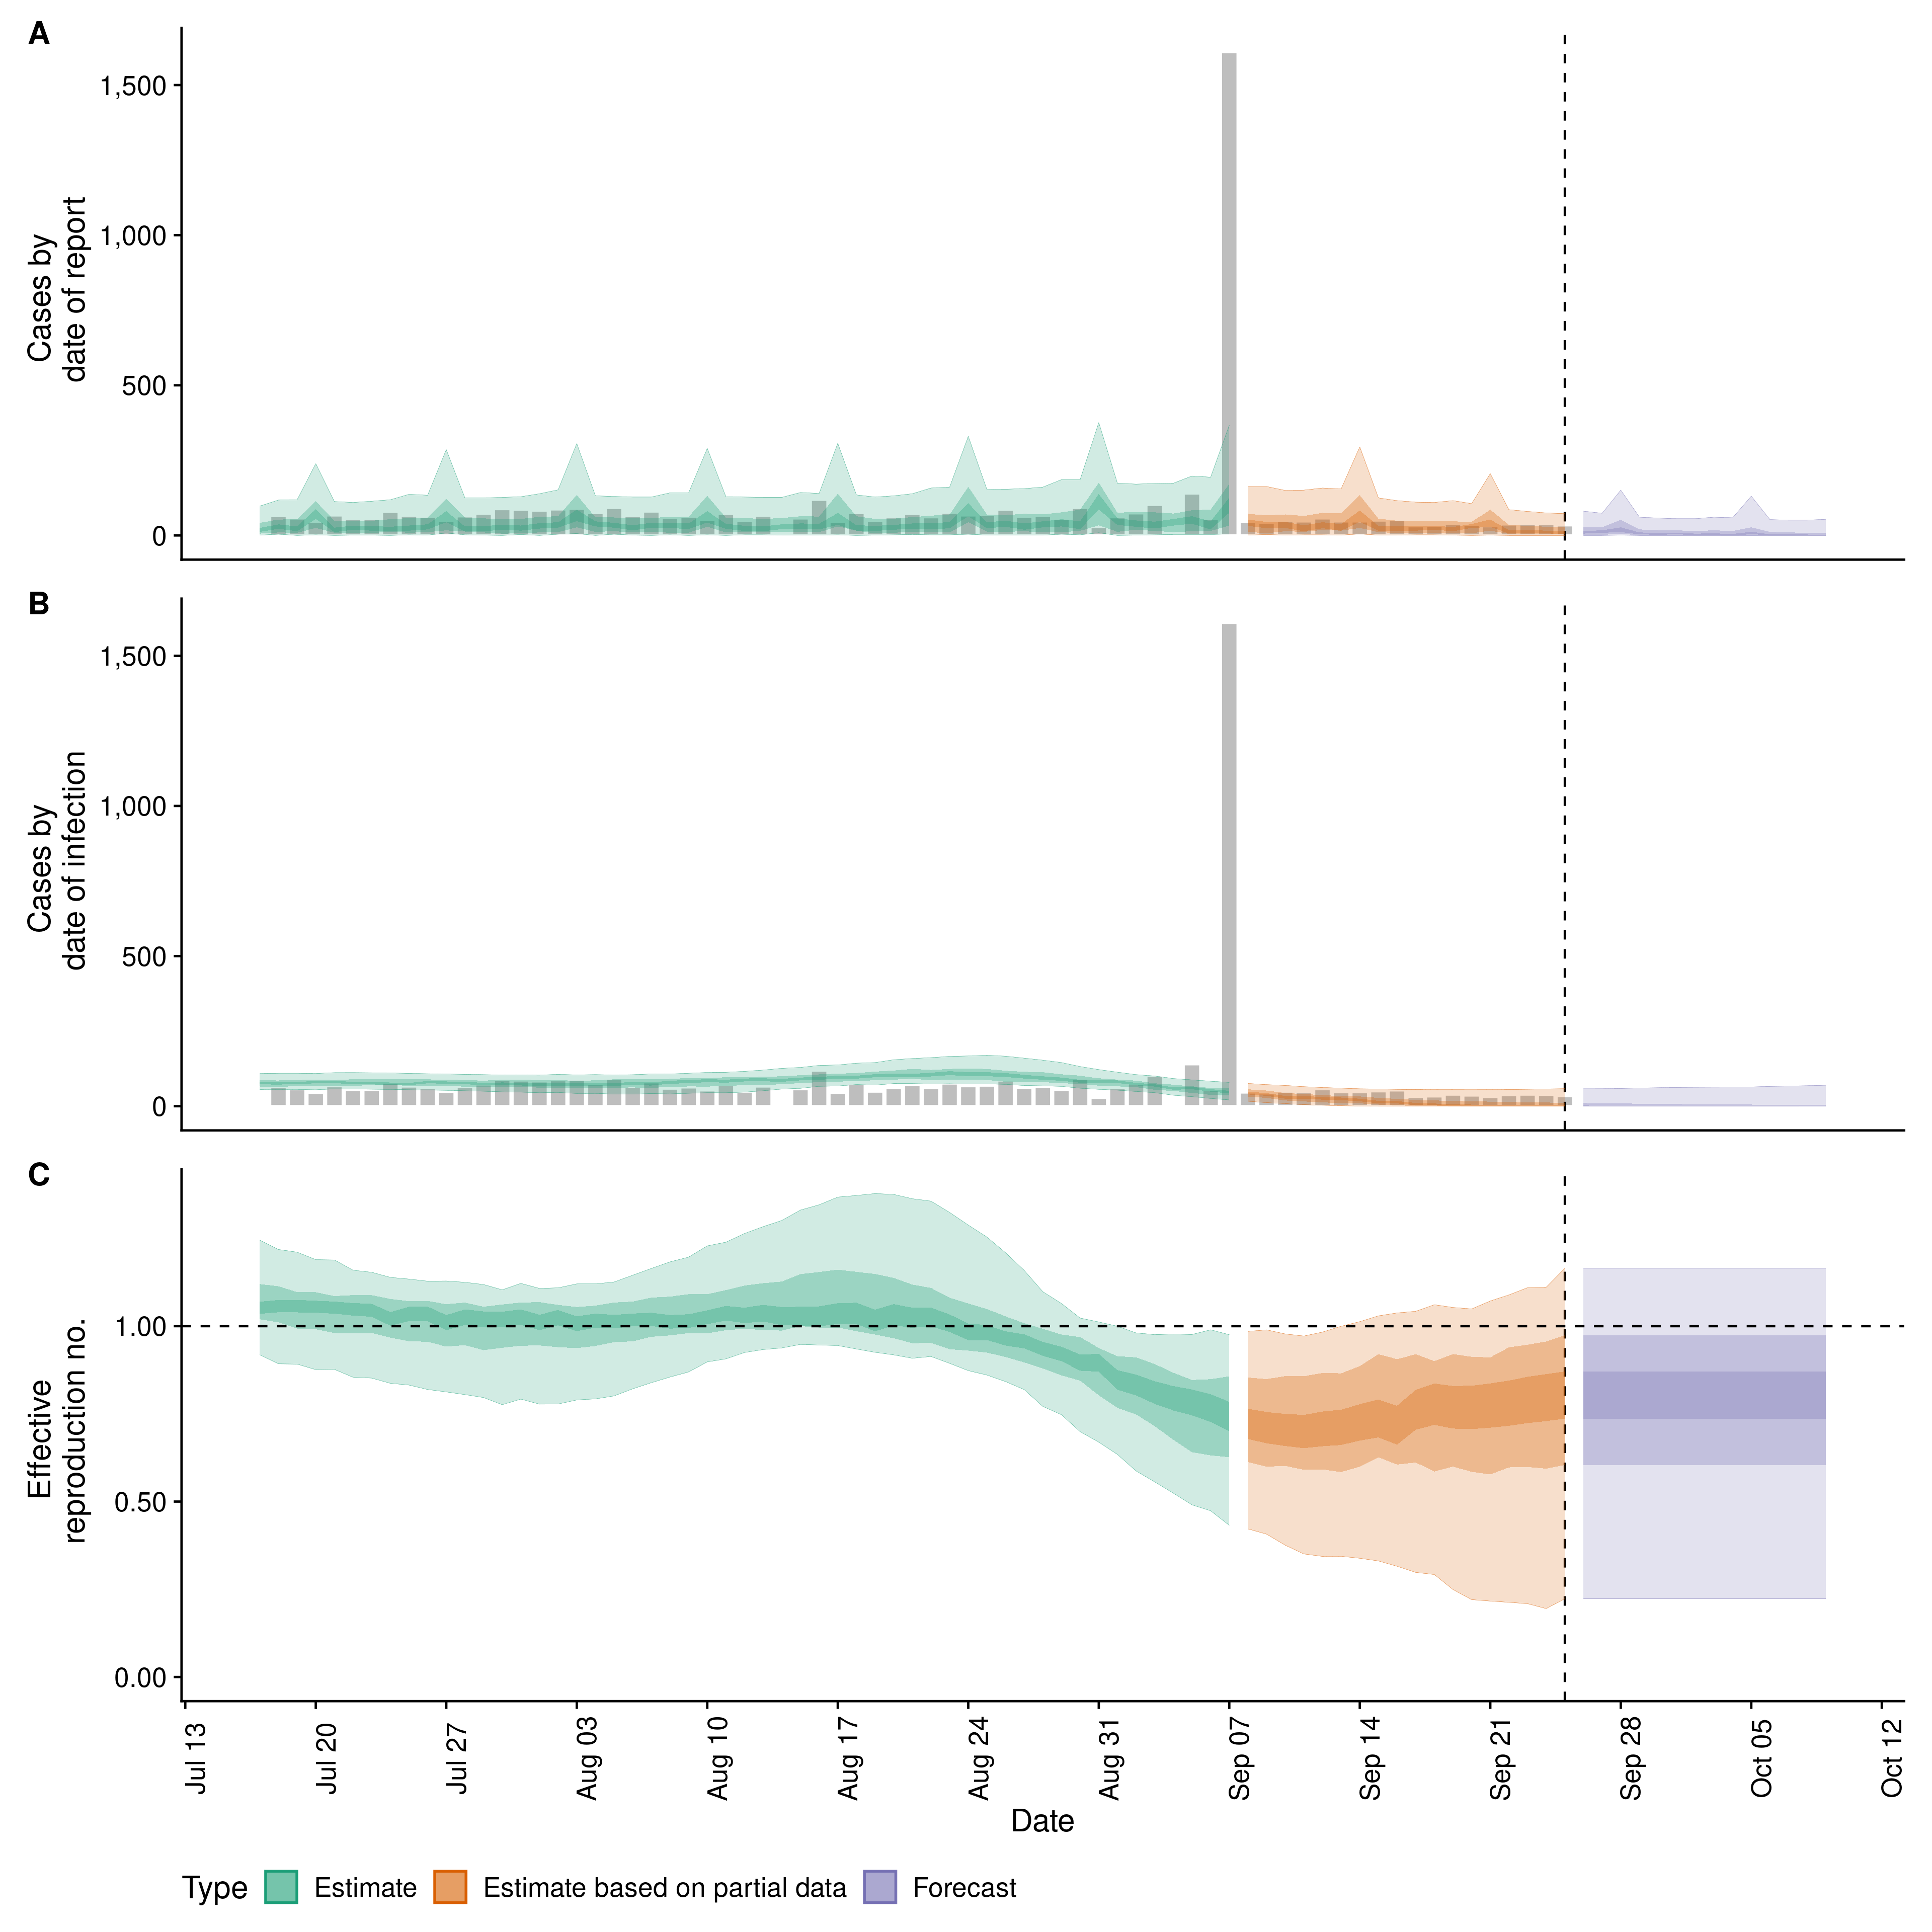 A
Cases by
date of report
1,500
1,000
500
0
B
Cases by
date of infection
1,500
1,000
500
0
C
Effective
reproduction no.
1.00
0.50
0.00
Jul 13
Jul 20
Jul 27
Aug 03
Aug 10
Aug 17
Aug 24
Aug 31
Sep 07
Sep 14
Sep 21
Sep 28
Oct 05
Oct 12
Date
Type Estimate Estimate based on partial data Forecast